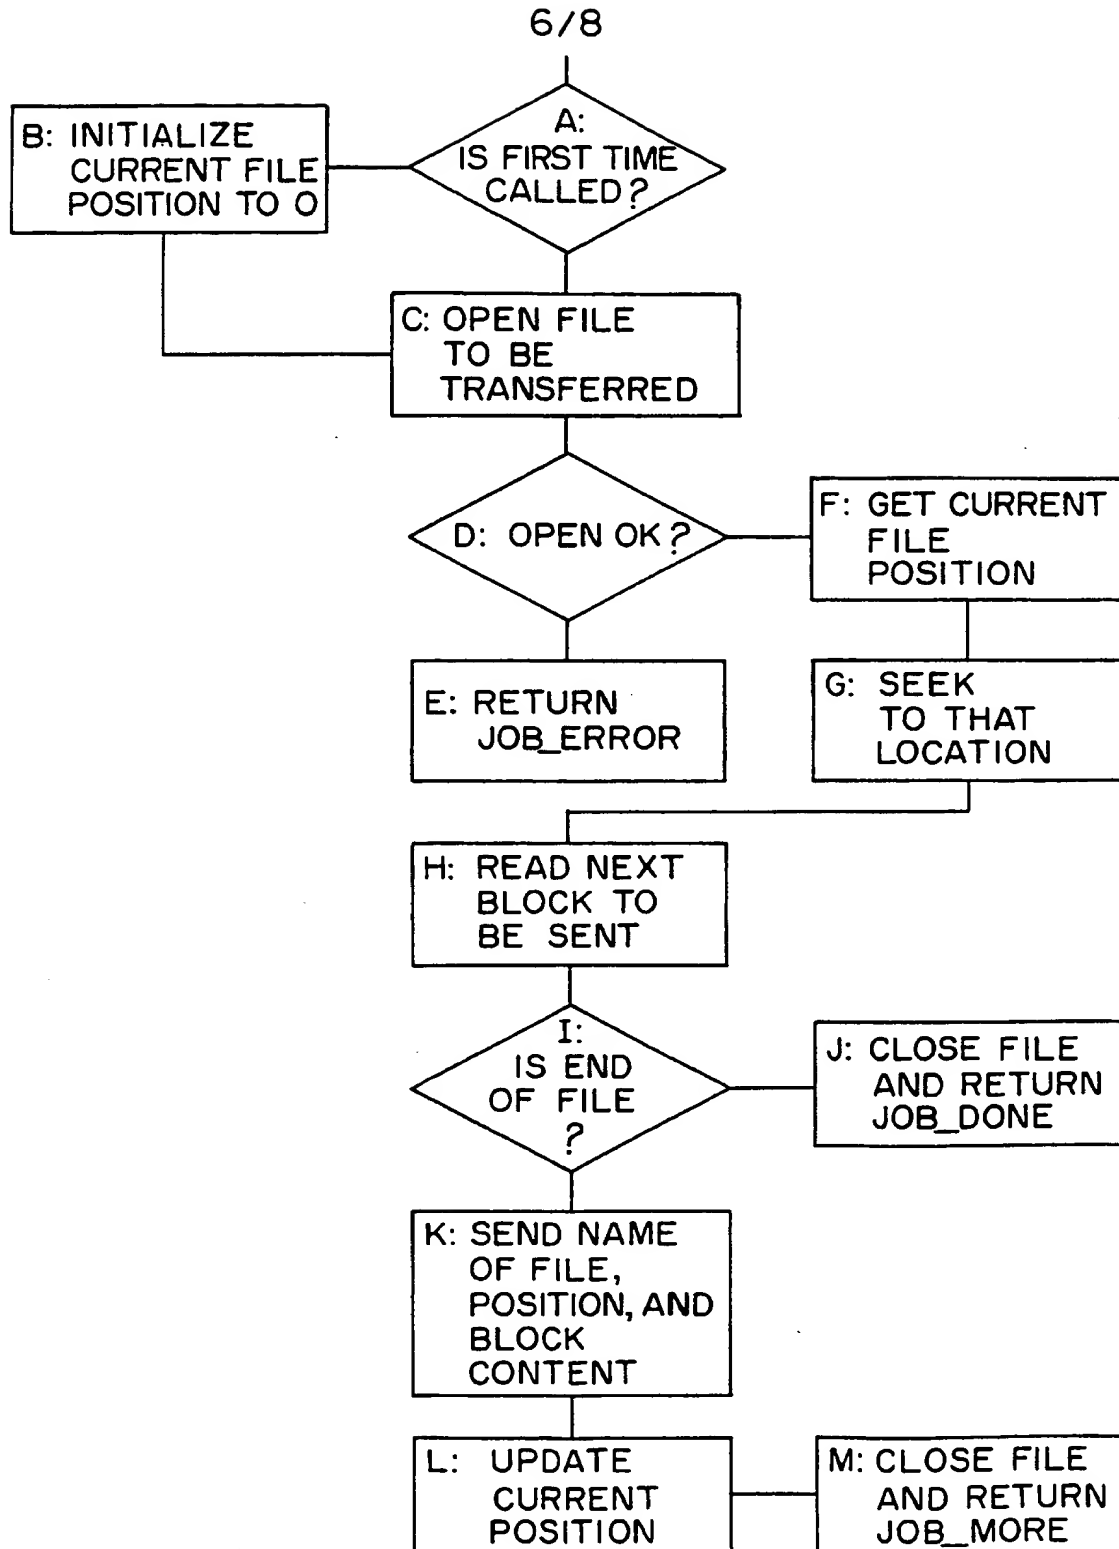 6/8
A:
IS FIRST TIME
CALLED?
B: INITIALIZE
CURRENT FILE
POSITION TO 0
C: OPEN FILE
TO BE
TRANSFERRED
D: OPEN OK?
F: GET CURRENT
FILE
POSITION
E: RETURN
JOB_ERROR
G: SEEK
TO THAT
LOCATION
H: READ NEXT
BLOCK TO
BE SENT
I:
IS END
OF FILE
?
J: CLOSE FILE
AND RETURN
JOB_DONE
K: SEND NAME
OF FILE,
POSITION, AND
BLOCK
CONTENT
L: UPDATE
CURRENT
POSITION
M: CLOSE FILE
AND RETURN
JOB_MORE